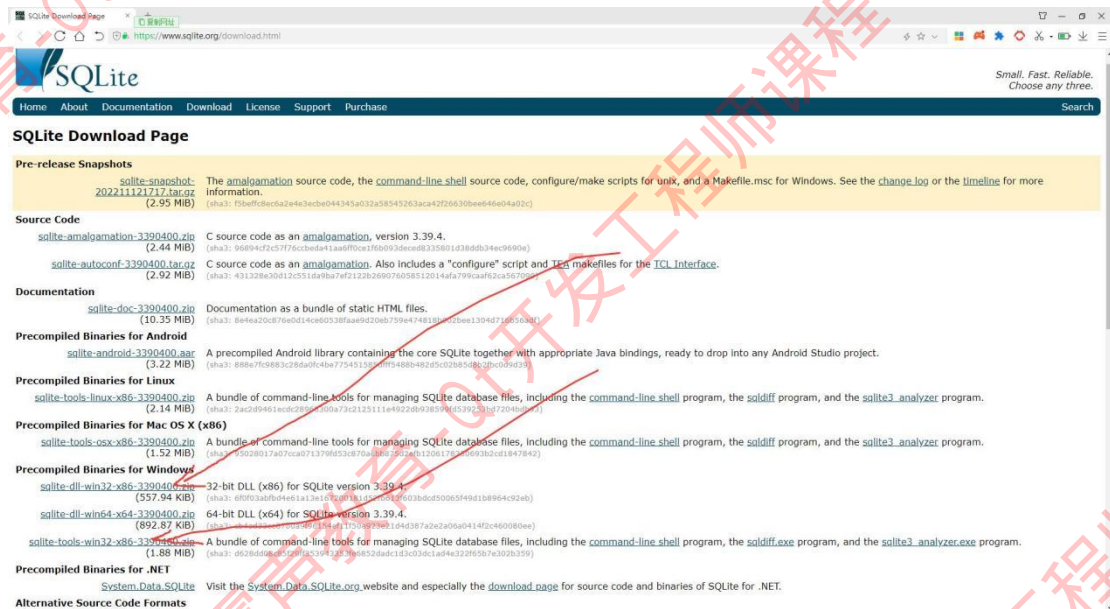 SQLite Download Page
复制网址
https://www.sqlite.org/download.html
SQLite
Small. Fast. Reliable.
Choose any three.
Home About Documentation Download License Support Purchase Search
SQLite Download Page
Pre-release Snapshots
sqlite-snapshot-202211121717.tar.gz
(2.95 MiB)
The amalgamation source code, the command-line shell source code, configure/make scripts for unix, and a Makefile.msc for Windows. See the change log or the timeline for more
information.
Source Code
sqlite-amalgamation-3390400.zip
(2.44 MiB)
C source code as an amalgamation, version 3.39.4.
sqlite-autoconf-3390400.tar.gz
(2.92 MiB)
C source code as an amalgamation. Also includes a "configure" script and TEA makefiles for the TCL Interface.
Documentation
sqlite-doc-3390400.zip
(10.35 MiB)
Documentation as a bundle of static HTML files.
Precompiled Binaries for Android
sqlite-android-3390400.aar
(3.22 MiB)
A precompiled Android library containing the core SQLite together with appropriate Java bindings, ready to drop into any Android Studio project.
Precompiled Binaries for Linux
sqlite-tools-linux-x86-3390400.zip
(2.14 MiB)
A bundle of command-line tools for managing SQLite database files, including the command-line shell program, the sqldiff program, and the sqlite3_analyzer program.
Precompiled Binaries for Mac OS X (x86)
sqlite-tools-osx-x86-3390400.zip
(1.52 MiB)
A bundle of command-line tools for managing SQLite database files, including the command-line shell program, the sqldiff program, and the sqlite3_analyzer program.
Precompiled Binaries for Windows
sqlite-dll-win32-x86-3390400.zip
(557.94 KiB)
32-bit DLL (x86) for SQLite version 3.39.4.
sqlite-dll-win64-x64-3390400.zip
(892.87 KiB)
64-bit DLL (x64) for SQLite version 3.39.4.
sqlite-tools-win32-x86-3390400.zip
(1.88 MiB)
A bundle of command-line tools for managing SQLite database files, including the command-line shell program, the sqldiff.exe program, and the sqlite3_analyzer.exe program.
Precompiled Binaries for .NET
System.Data.SQLite
Visit the System.Data.SQLite.org website and especially the download page for source code and binaries of SQLite for .NET.
Alternative Source Code Formats
声教育-Qt开发工程师课程